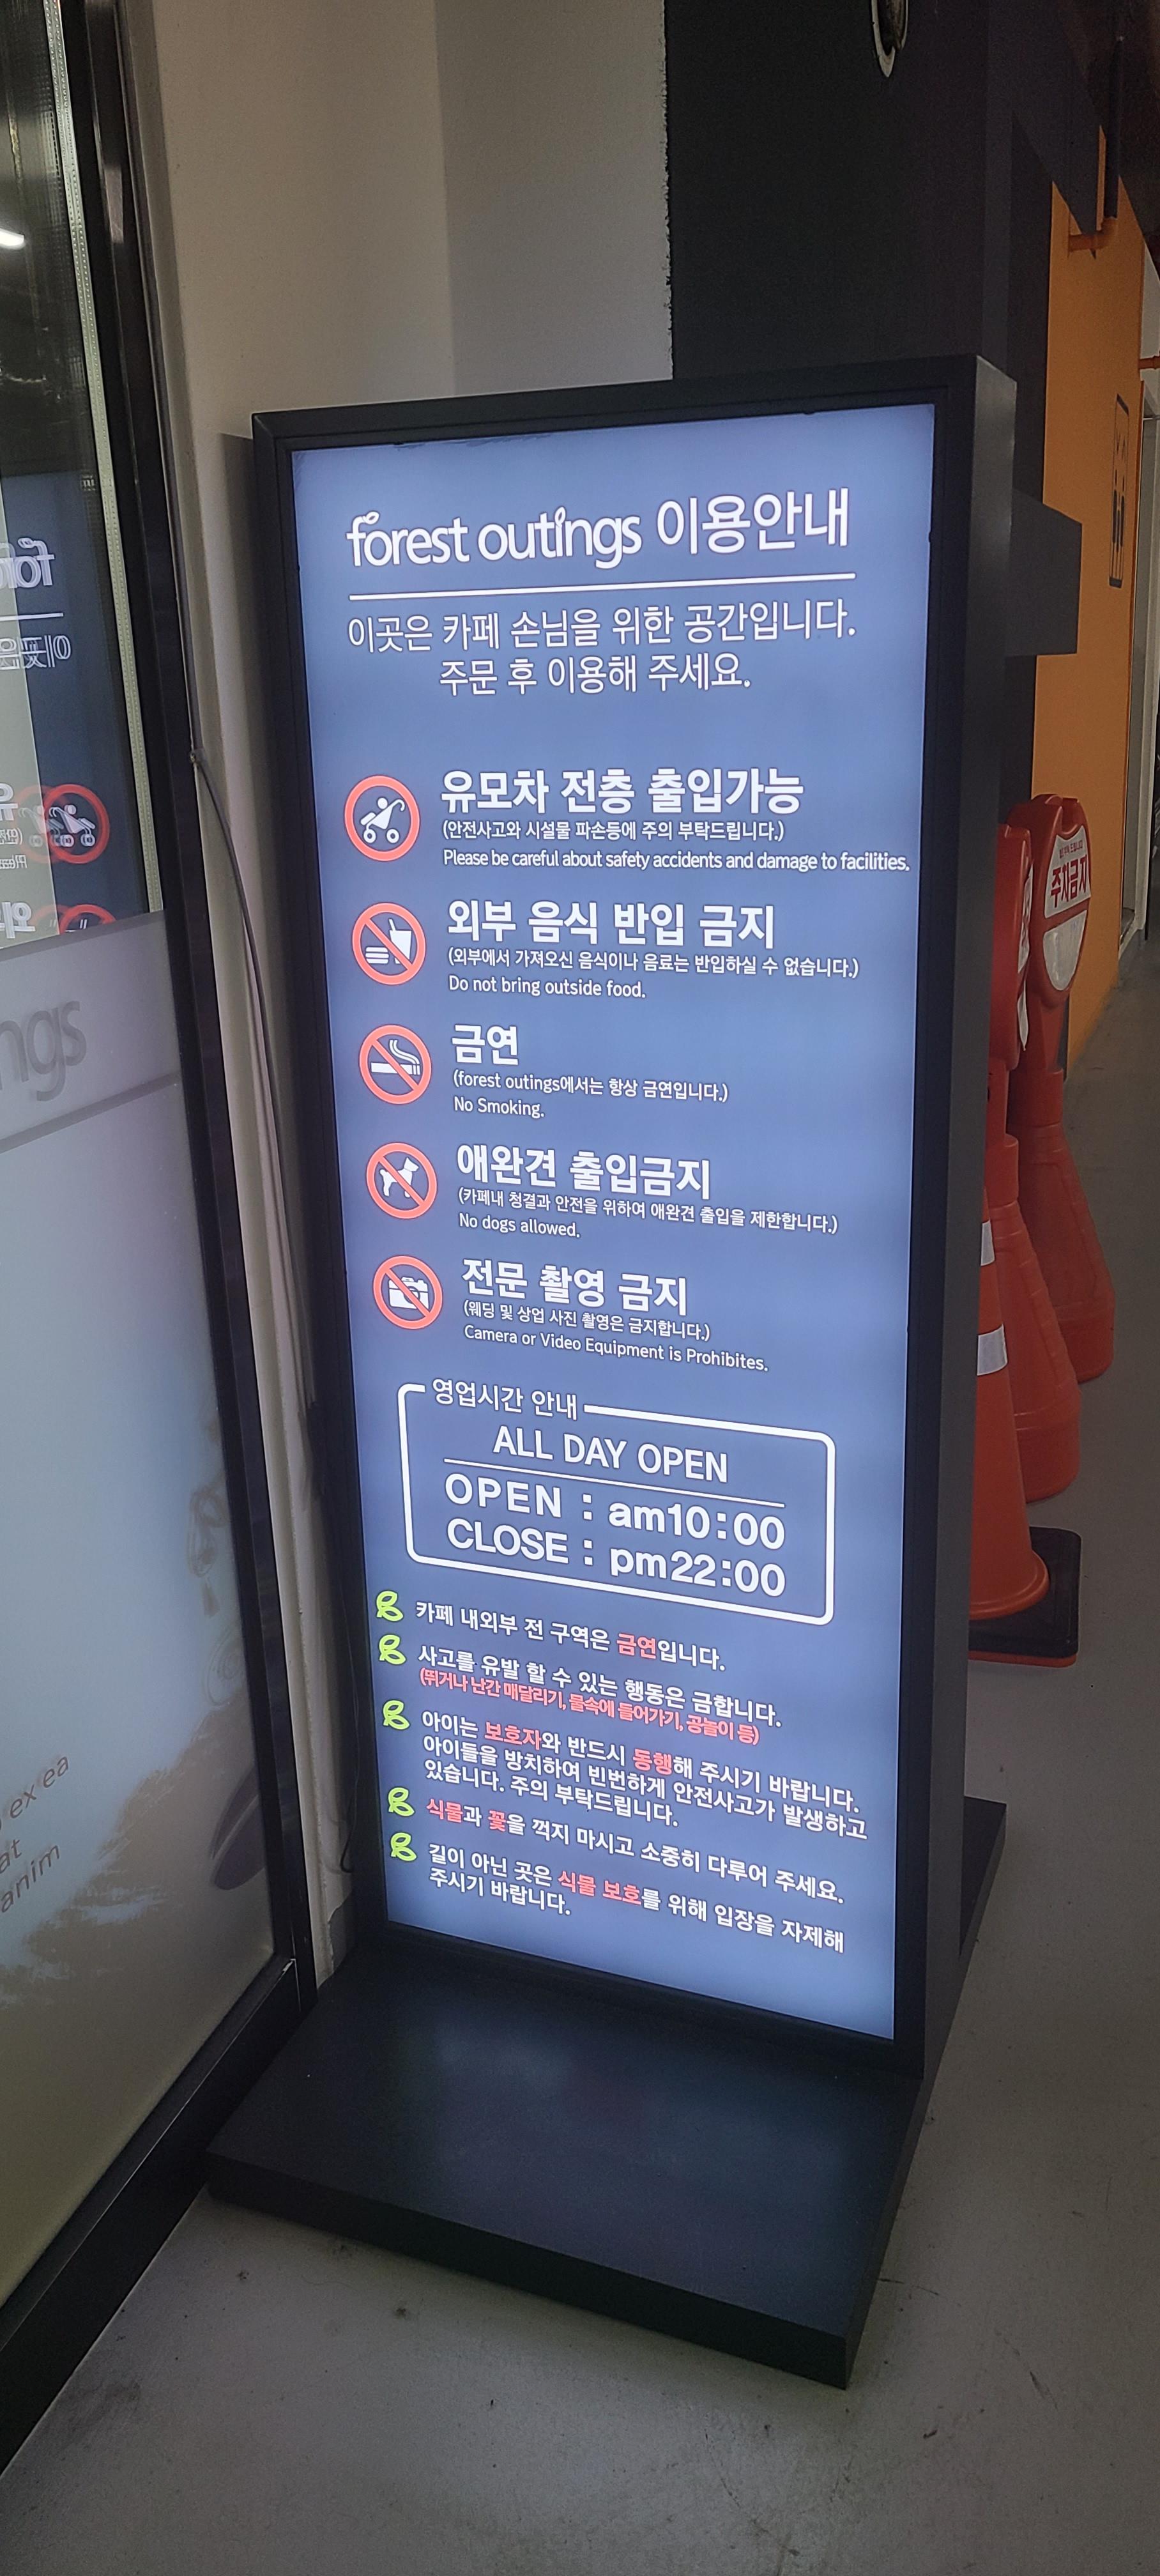 forest outings 이용안내
이곳은 카페 손님을 위한 공간입니다.
주문 후 이용해 주세요.
유모차 전층 출입가능
(안전사고와 시설물 파손등에 주의 부탁드립니다.)
Please be careful about safety accidents and damage to facilities.
외부 음식 반입 금지
(외부에서 가져오신 음식이나 음료는 반입하실 수 없습니다.)
Do not bring outside food.
금연
(forest outings에서는 항상 금연입니다.)
No Smoking.
애완견 출입금지
(카페내 청결과 안전을 위하여 애완견 출입을 제한합니다.)
No dogs allowed.
전문 촬영 금지
(웨딩 및 상업 사진 촬영은 금지합니다.)
Camera or Video Equipment is Prohibites.
영업시간 안내
ALL DAY OPEN
OPEN : am10:00
CLOSE : pm22:00
카페 내외부 전 구역은 금연입니다.
사고를 유발 할 수 있는 행동은 금합니다.
(뛰거나 난간 매달리기, 물속에 들어가기, 공놀이 등)
아이는 보호자와 반드시 동행해 주시기 바랍니다.
아이들을 방치하여 빈번하게 안전사고가 발생하고
있습니다. 주의 부탁드립니다.
식물과 꽃을 꺽지 마시고 소중히 다루어 주세요.
길이 아닌 곳은 식물 보호를 위해 입장을 자제해
주시기 바랍니다.
주차금지
ngs
ex ea
at
anim